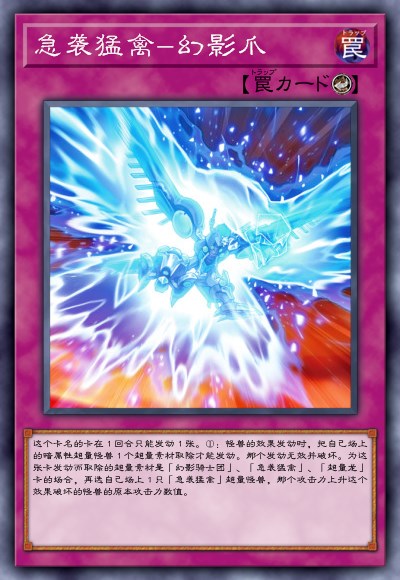 急袭猛禽-幻影爪
トラップ
罠
トラップ
【罠カード】
这个卡名的卡在1回合只能发动1张。①：怪兽的效果发动时，把自己场上
的暗属性超量怪兽1个超量素材取除才能发动。那个发动无效并破坏。为这
张卡发动而取除的超量素材是「幻影骑士团」、「急袭猛禽」、「超量龙」
卡的场合，再选自己场上1只「急袭猛禽」超量怪兽，那个攻击力上升这个
效果破坏的怪兽的原本攻击力数值。